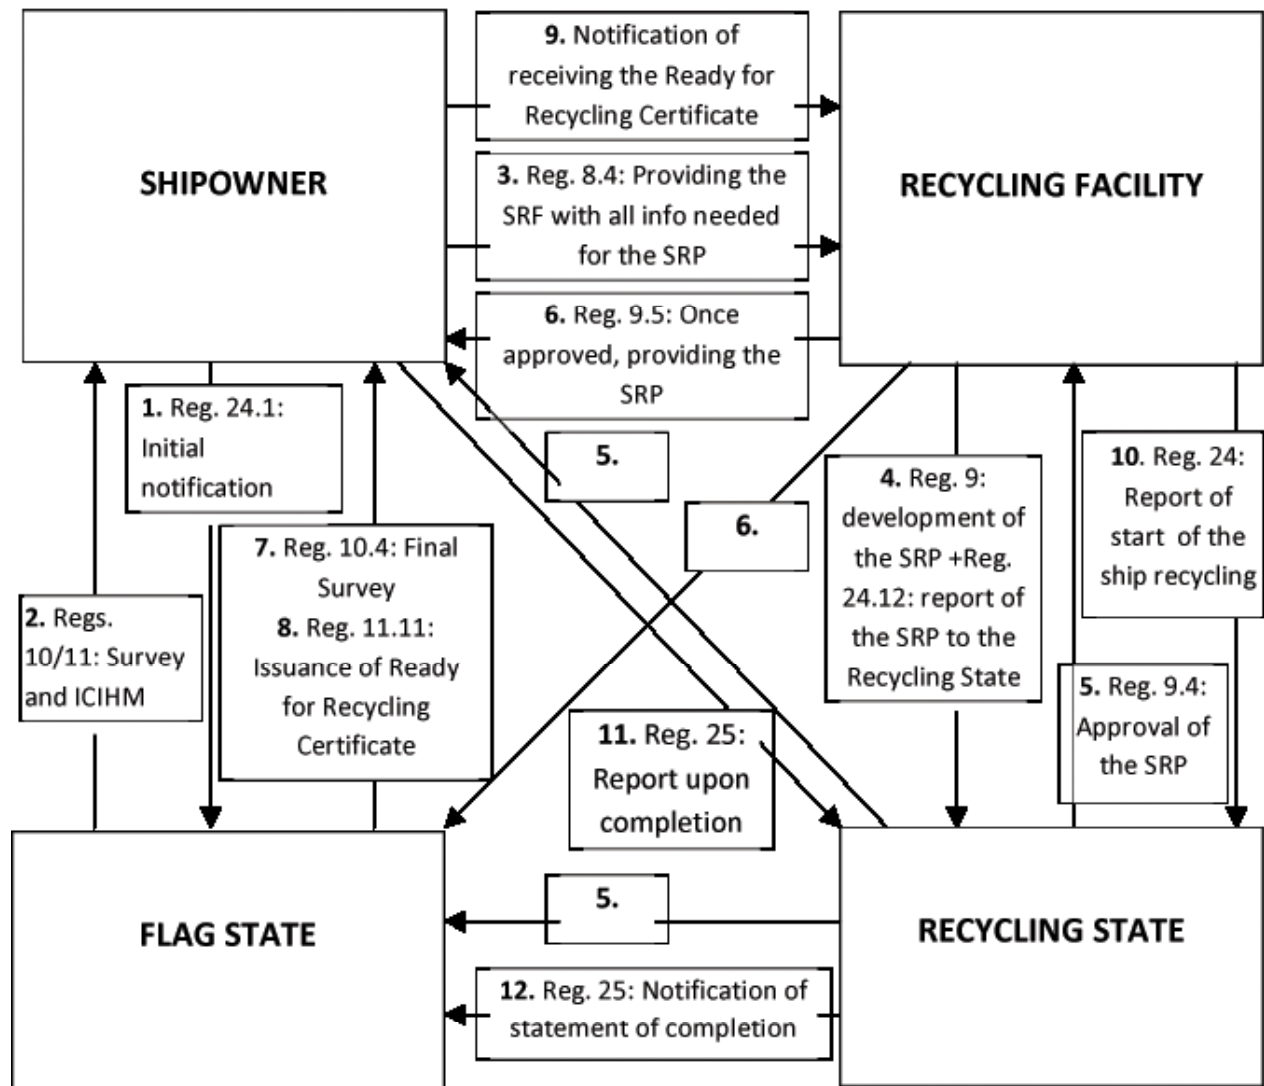 9. Notification of
receiving the Ready for
Recycling Certificate
SHIPOWNER
3. Reg. 8.4: Providing the
SRF with all info needed
for the SRP
RECYCLING FACILITY
6. Reg. 9.5: Once
approved, providing the
SRP
1. Reg. 24.1:
Initial
notification
5.
10. Reg. 24:
Report of
start of the
ship recycling
4. Reg. 9:
development of
the SRP +Reg.
24.12: report of
the SRP to the
Recycling State
6.
7. Reg. 10.4: Final
Survey
8. Reg. 11.11:
Issuance of Ready
for Recycling
Certificate
2. Regs.
10/11: Survey
and ICIHM
5. Reg. 9.4:
Approval of
the SRP
11. Reg. 25:
Report upon
completion
5.
FLAG STATE
RECYCLING STATE
12. Reg. 25: Notification of
statement of completion